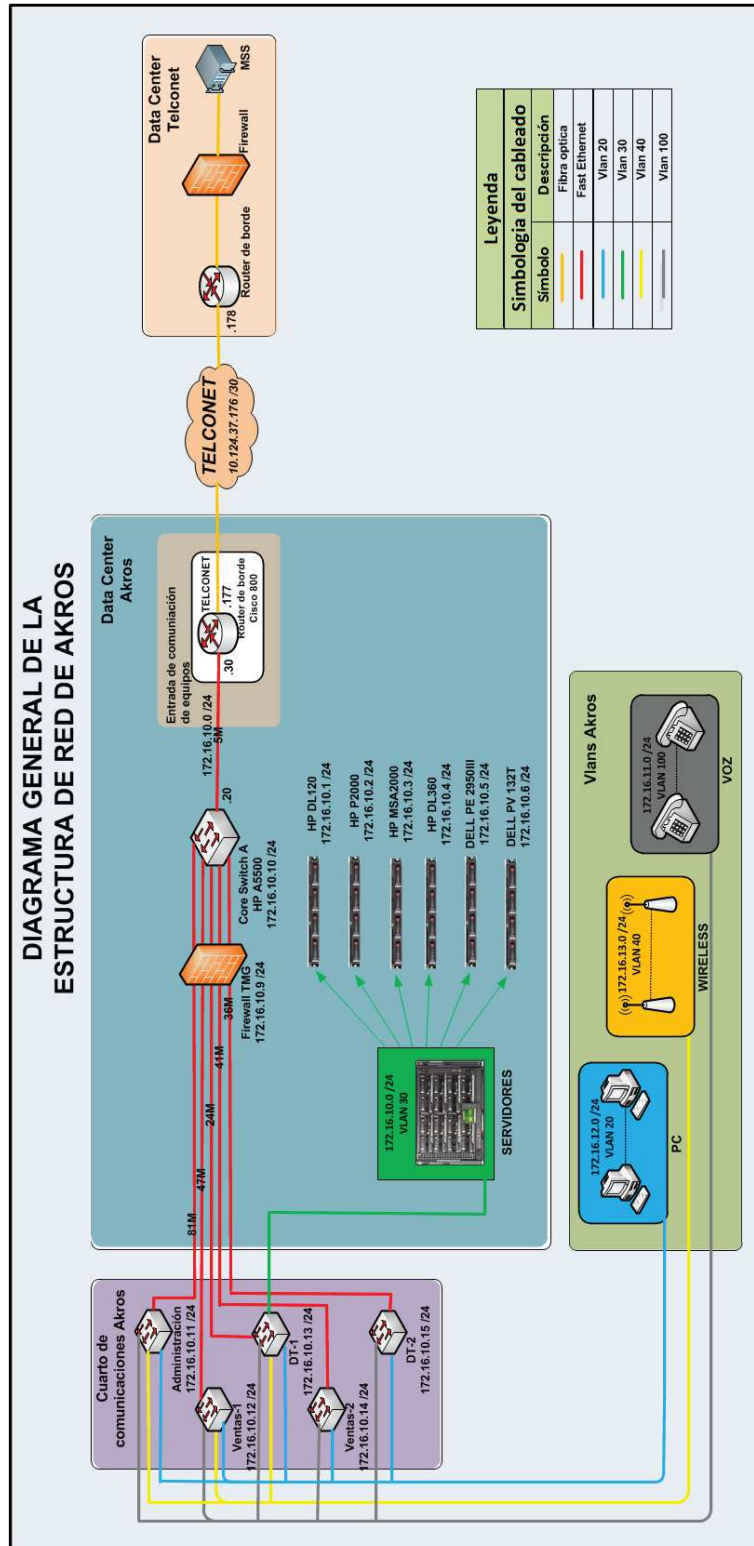 DIAGRAMA GENERAL DE LA
ESTRUCTURA DE RED DE AKROS
Cuarto de
comunicaciones Akros
Administración
172.16.10.11 /24
Ventas-1
172.16.10.12 /24
DT-1
172.16.10.13 /24
Ventas-2
172.16.10.14 /24
DT-2
172.16.10.15 /24
81M
47M
24M
41M
36M
Firewall TMG
172.16.10.9 /24
Core Switch A
HP A5500
172.16.10.10 /24
.20
172.16.10.0 /24
5M
Data Center
Akros
Entrada de comuniación
de equipos
TELCONET
.177
.30
Router de borde
Cisco 800
172.16.10.0 /24
VLAN 30
SERVIDORES
HP DL120
172.16.10.1 /24
HP P2000
172.16.10.2 /24
HP MSA2000
172.16.10.3 /24
HP DL360
172.16.10.4 /24
DELL PE 2950III
172.16.10.5 /24
DELL PV 132T
172.16.10.6 /24
TELCONET
10.124.37.176 /30
Data Center
Telconet
.178
Router de borde
Firewall
MSS
Vlans Akros
172.16.12.0 /24
VLAN 20
PC
172.16.13.0 /24
VLAN 40
WIRELESS
172.16.11.0 /24
VLAN 100
VOZ
Leyenda
Simbologia del cableado
Símbolo Descripción
Fibra optica
Fast Ethernet
Vlan 20
Vlan 30
Vlan 40
Vlan 100